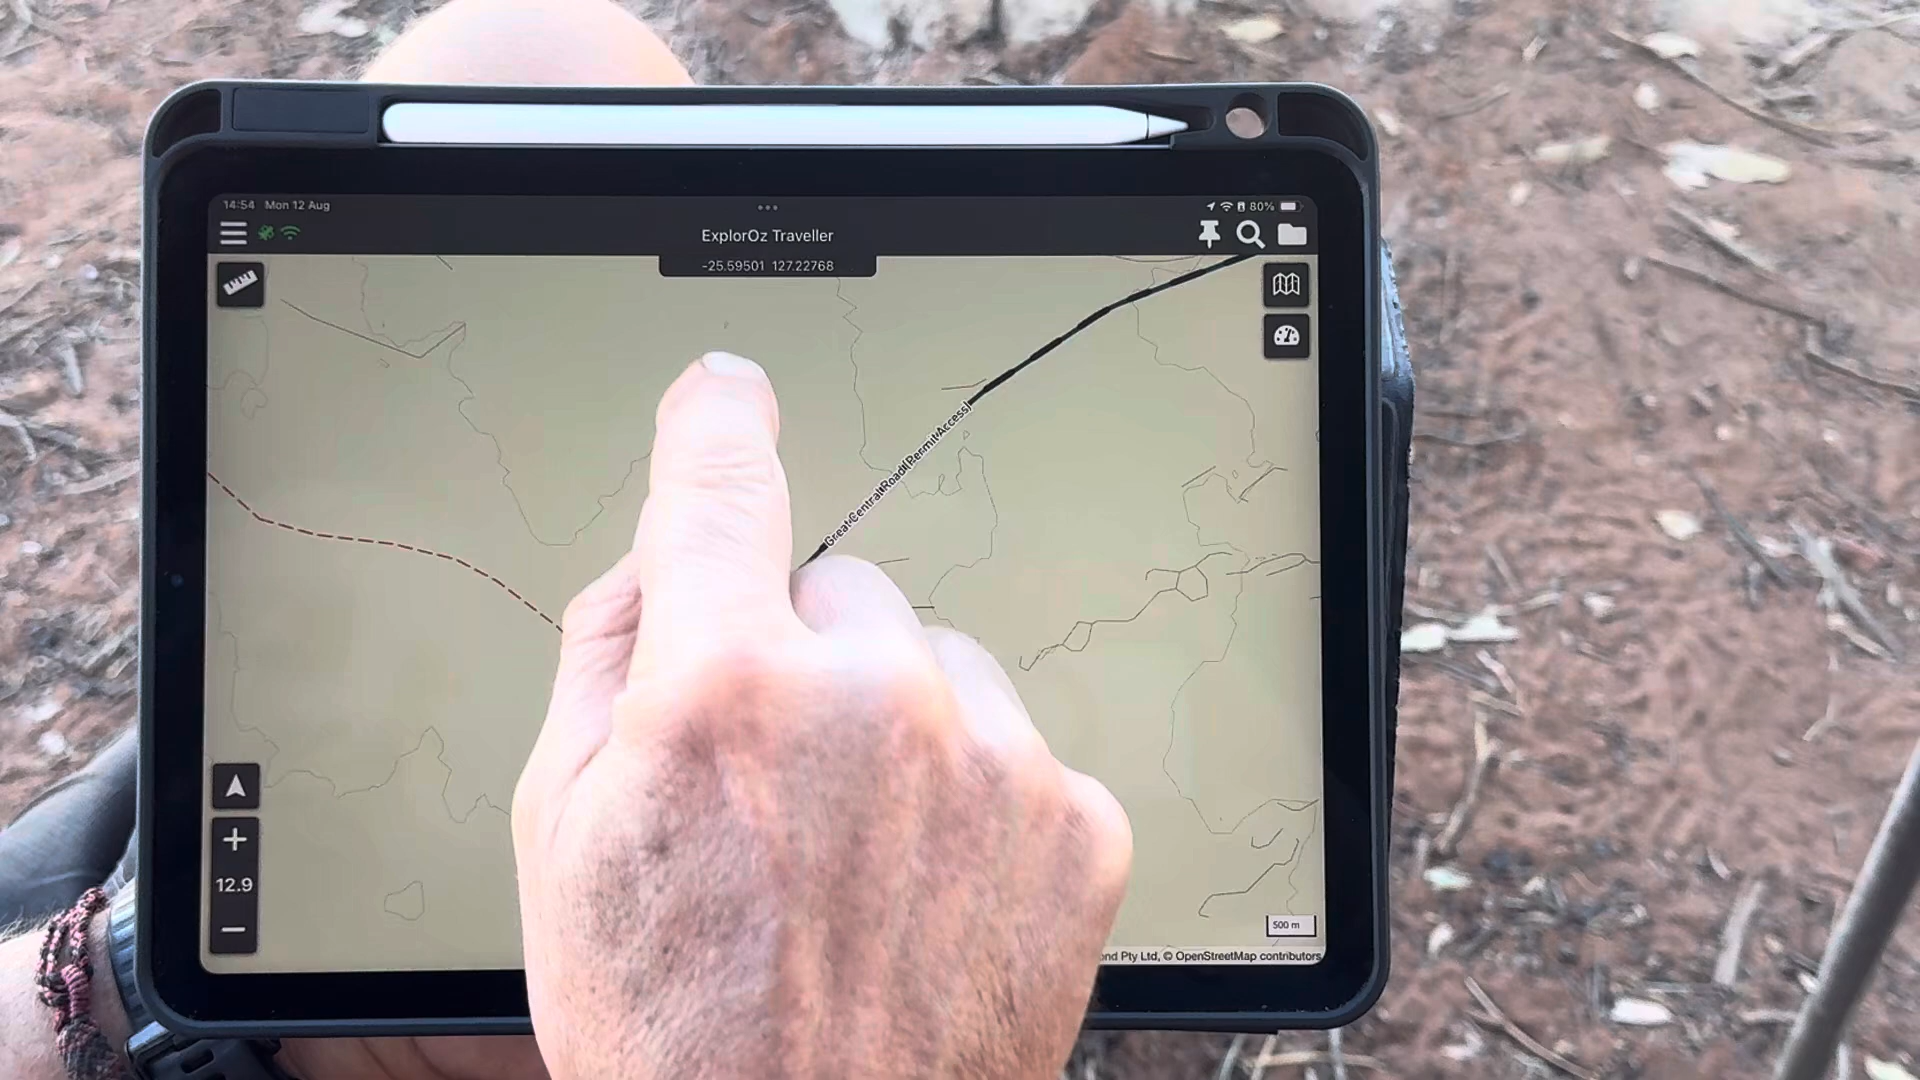 14:54 Mon 12 Aug
80%
ExplorOz Traveller
-25.59501 127.22768
Great Central Road (Permit Access)
12.9
500 m
ond Pty Ltd, © OpenStreetMap contributors